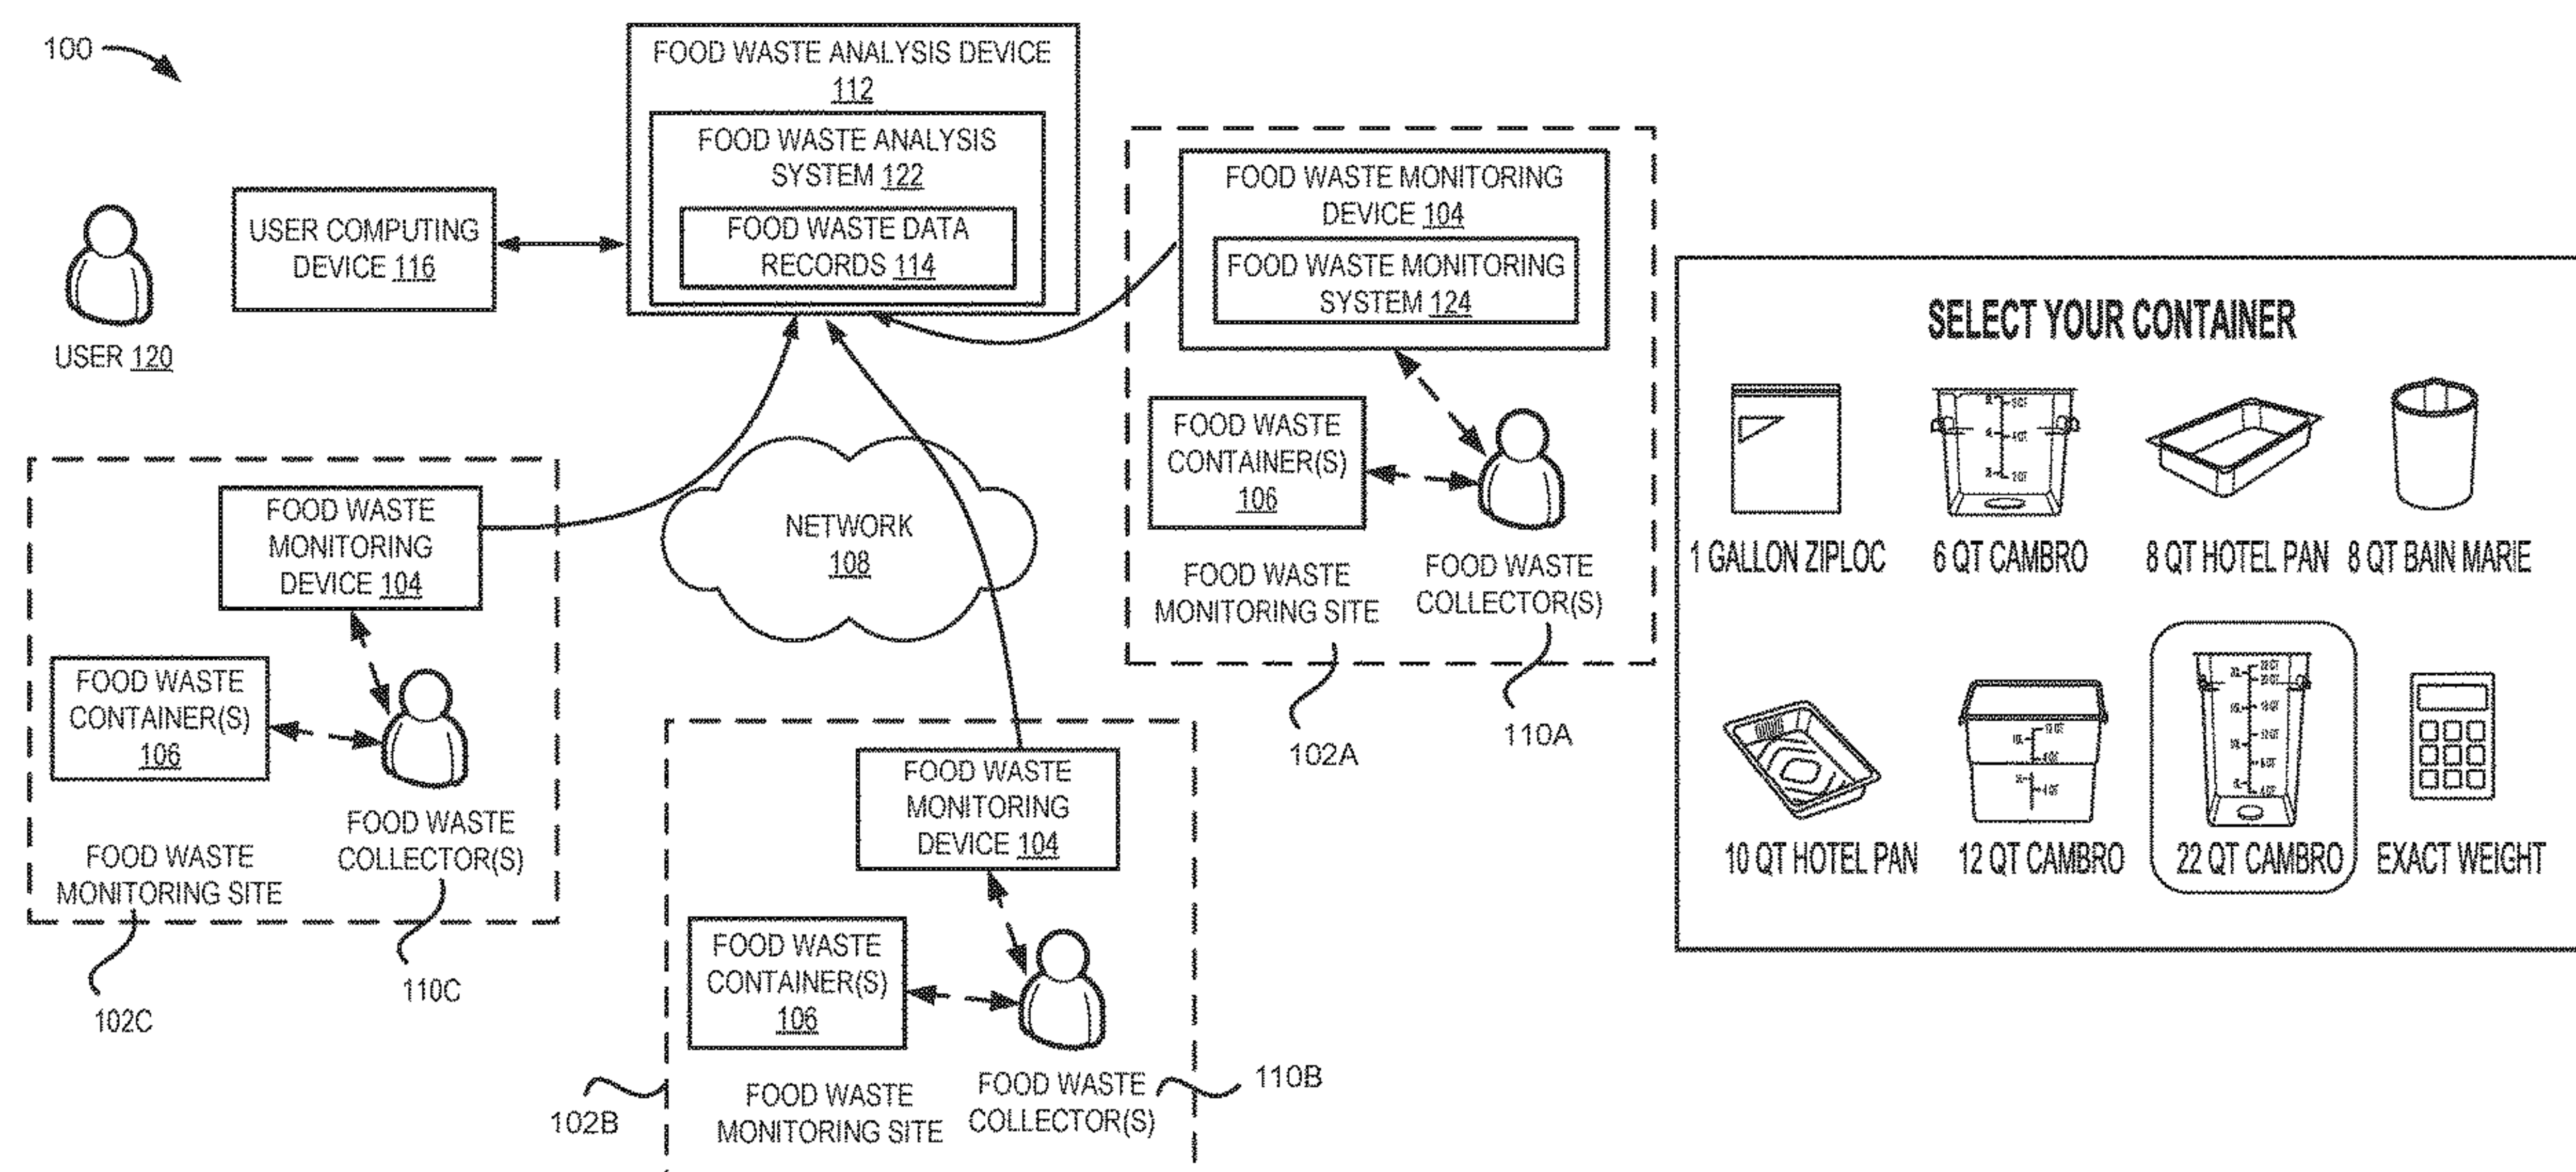 100
FOOD WASTE ANALYSIS DEVICE
112
FOOD WASTE ANALYSIS
SYSTEM 122
FOOD WASTE DATA
RECORDS 114
USER COMPUTING
DEVICE 116
USER 120
FOOD WASTE MONITORING
DEVICE 104
FOOD WASTE MONITORING
SYSTEM 124
FOOD WASTE
CONTAINER(S)
106
FOOD WASTE
MONITORING SITE
FOOD WASTE
COLLECTOR(S)
102A
110A
NETWORK
108
FOOD WASTE
MONITORING
DEVICE 104
FOOD WASTE
CONTAINER(S)
106
FOOD WASTE
COLLECTOR(S)
FOOD WASTE
MONITORING SITE
110C
102C
FOOD WASTE
MONITORING
DEVICE 104
FOOD WASTE
CONTAINER(S)
106
FOOD WASTE
MONITORING SITE
FOOD WASTE
COLLECTOR(S)
110B
102B
SELECT YOUR CONTAINER
1 GALLON ZIPLOC
6 QT CAMBRO
8 QT HOTEL PAN
8 QT BAIN MARIE
10 QT HOTEL PAN
12 QT CAMBRO
22 QT CAMBRO
EXACT WEIGHT